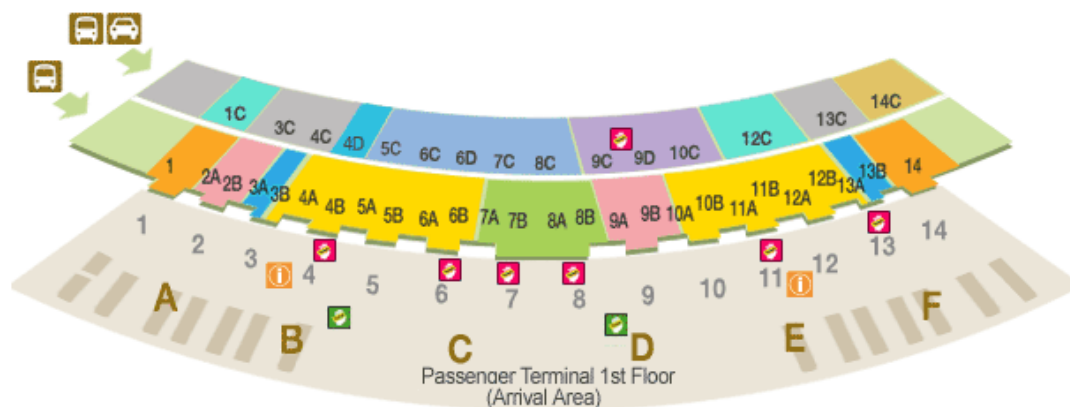 1C
3C
4C
4D
5C
6C
6D
7C
8C
9C
9D
10C
12C
13C
14C
1
2A
2B
3A
3B
4A
4B
5A
5B
6A
6B
7A
7B
8A
8B
9A
9B
10A
10B
11A
11B
12A
12B
13A
13B
14
1
2
3
i
4
5
6
7
8
9
10
11
i
12
13
14
A
B
C
D
E
F
Passenger Terminal 1st Floor
(Arrival Area)